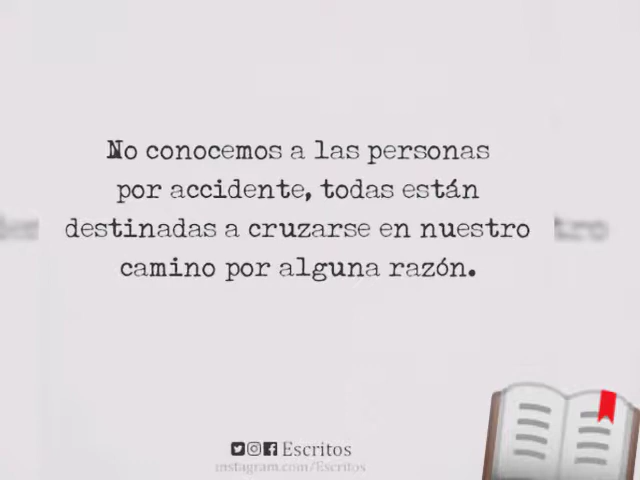 No conocemos a las personas
por accidente, todas están
destinadas a cruzarse en nuestro
camino por alguna razón.
Escritos
instagram.com/Escritos